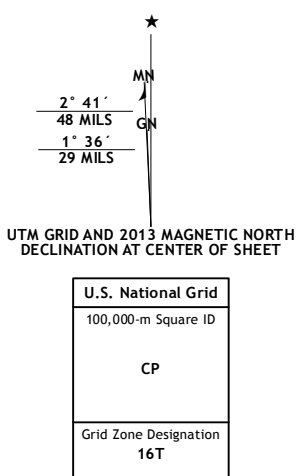 ★
MN
2° 41´
48 MILS
GN
1° 36´
29 MILS
UTM GRID AND 2013 MAGNETIC NORTH
DECLINATION AT CENTER OF SHEET
U.S. National Grid
100,000-m Square ID
CP
Grid Zone Designation
16T